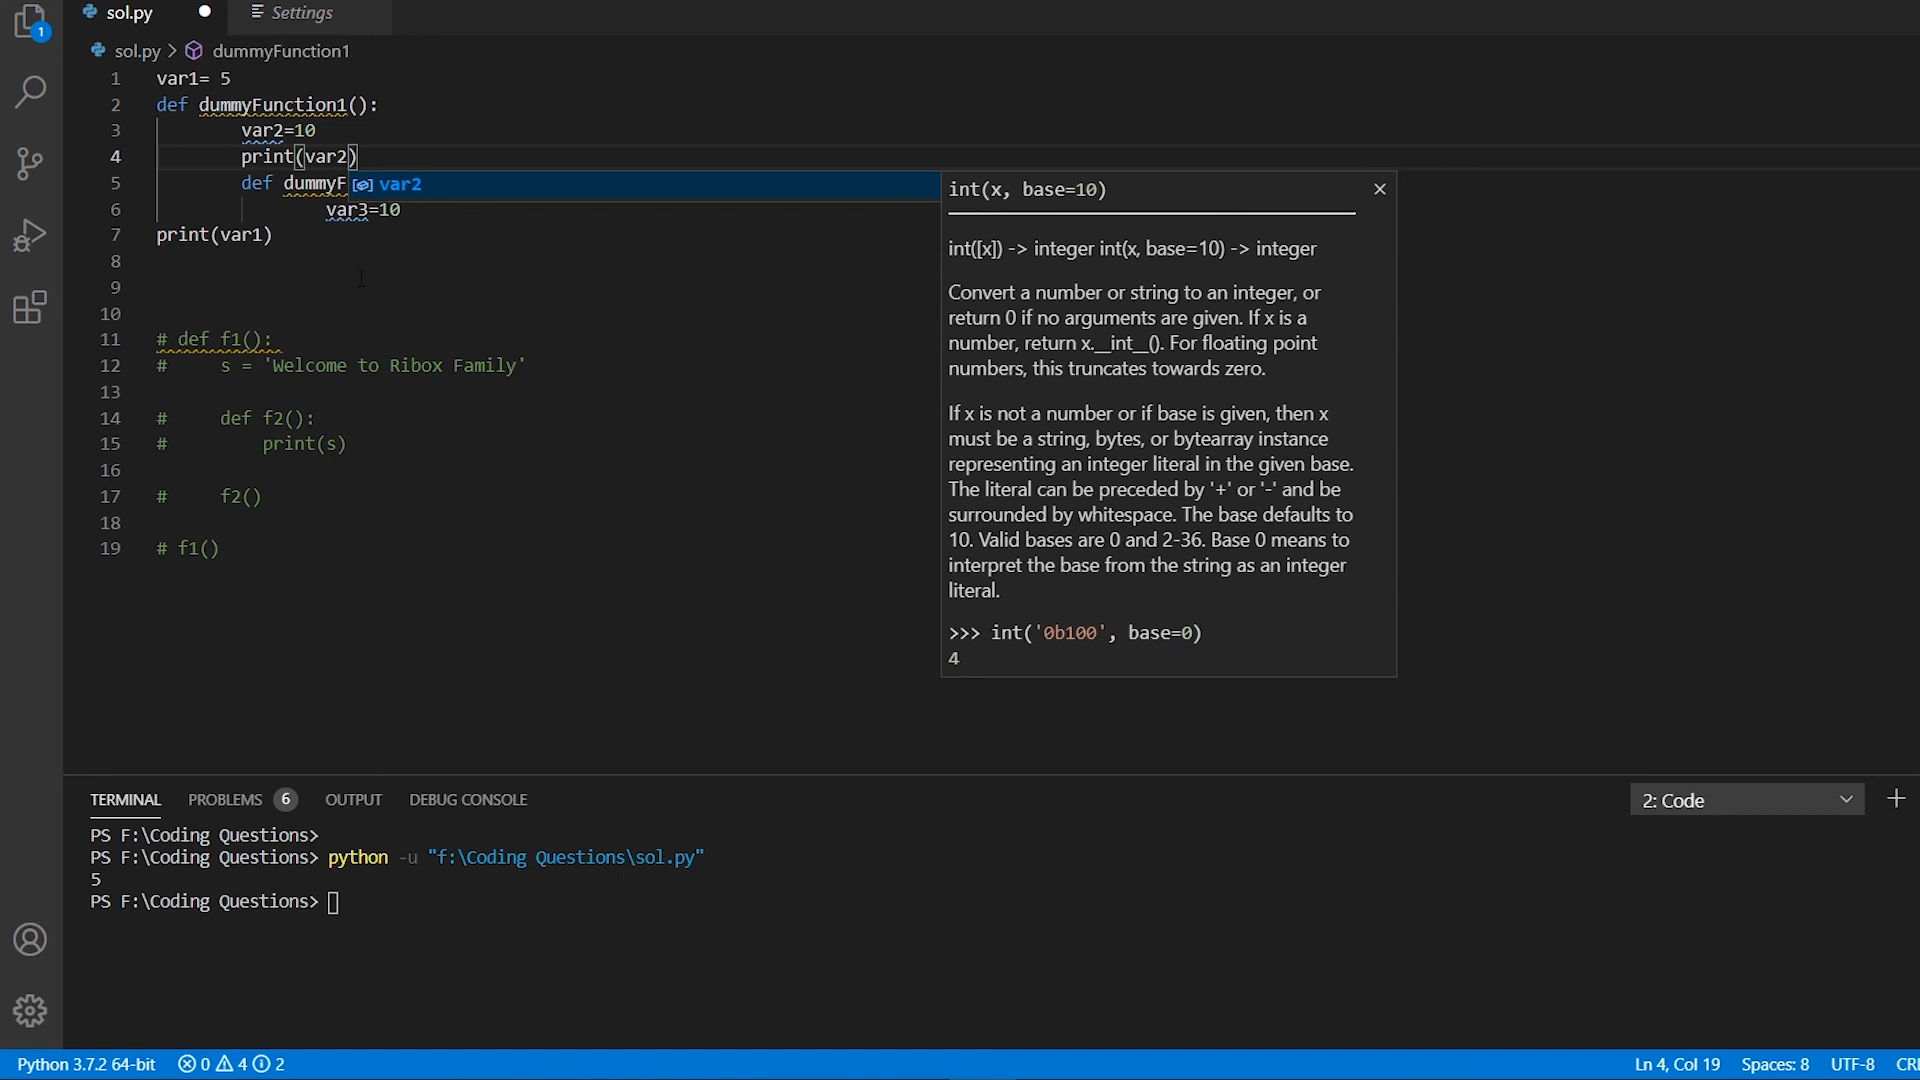 1
sol.py
Settings
sol.py > dummyFunction1
1 var1= 5
2 def dummyFunction1():
3 var2=10
4 print(var2)
5 def dummyF
var2
6 var3=10
7 print(var1)
8
9
10
11 # def f1():
12 # s = 'Welcome to Ribox Family'
13
14 # def f2():
15 # print(s)
16
17 # f2()
18
19 # f1()
int(x, base=10)
int([x]) -> integer int(x, base=10) -> integer
Convert a number or string to an integer, or
return 0 if no arguments are given. If x is a
number, return x.__int__(). For floating point
numbers, this truncates towards zero.
If x is not a number or if base is given, then x
must be a string, bytes, or bytearray instance
representing an integer literal in the given base.
The literal can be preceded by '+' or '-' and be
surrounded by whitespace. The base defaults to
10. Valid bases are 0 and 2-36. Base 0 means to
interpret the base from the string as an integer
literal.
>>> int('0b100', base=0)
4
TERMINAL PROBLEMS 6 OUTPUT DEBUG CONSOLE
2: Code
PS F:\Coding Questions>
PS F:\Coding Questions> python -u "f:\Coding Questions\sol.py"
5
PS F:\Coding Questions>
Python 3.7.2 64-bit 0 4 2
Ln 4, Col 19 Spaces: 8 UTF-8 CR